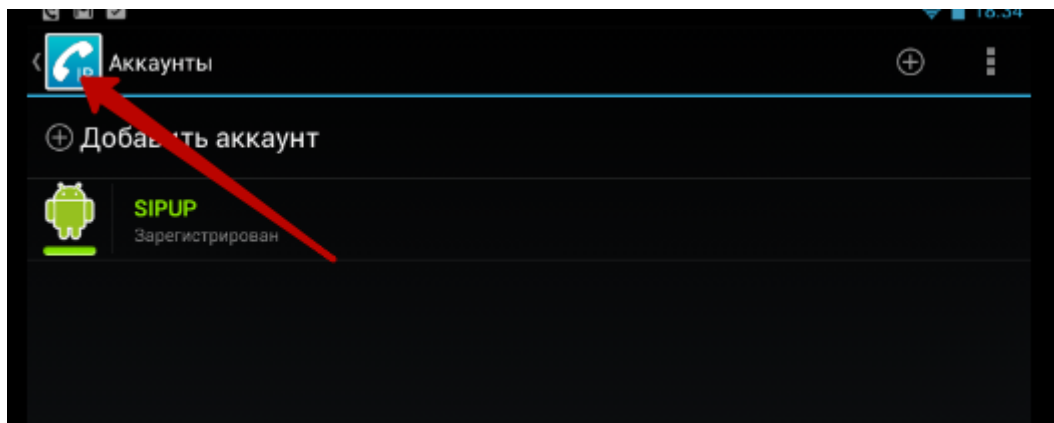 18:34
IP
Аккаунты
Добавить аккаунт
SIPUP
Зарегистрирован